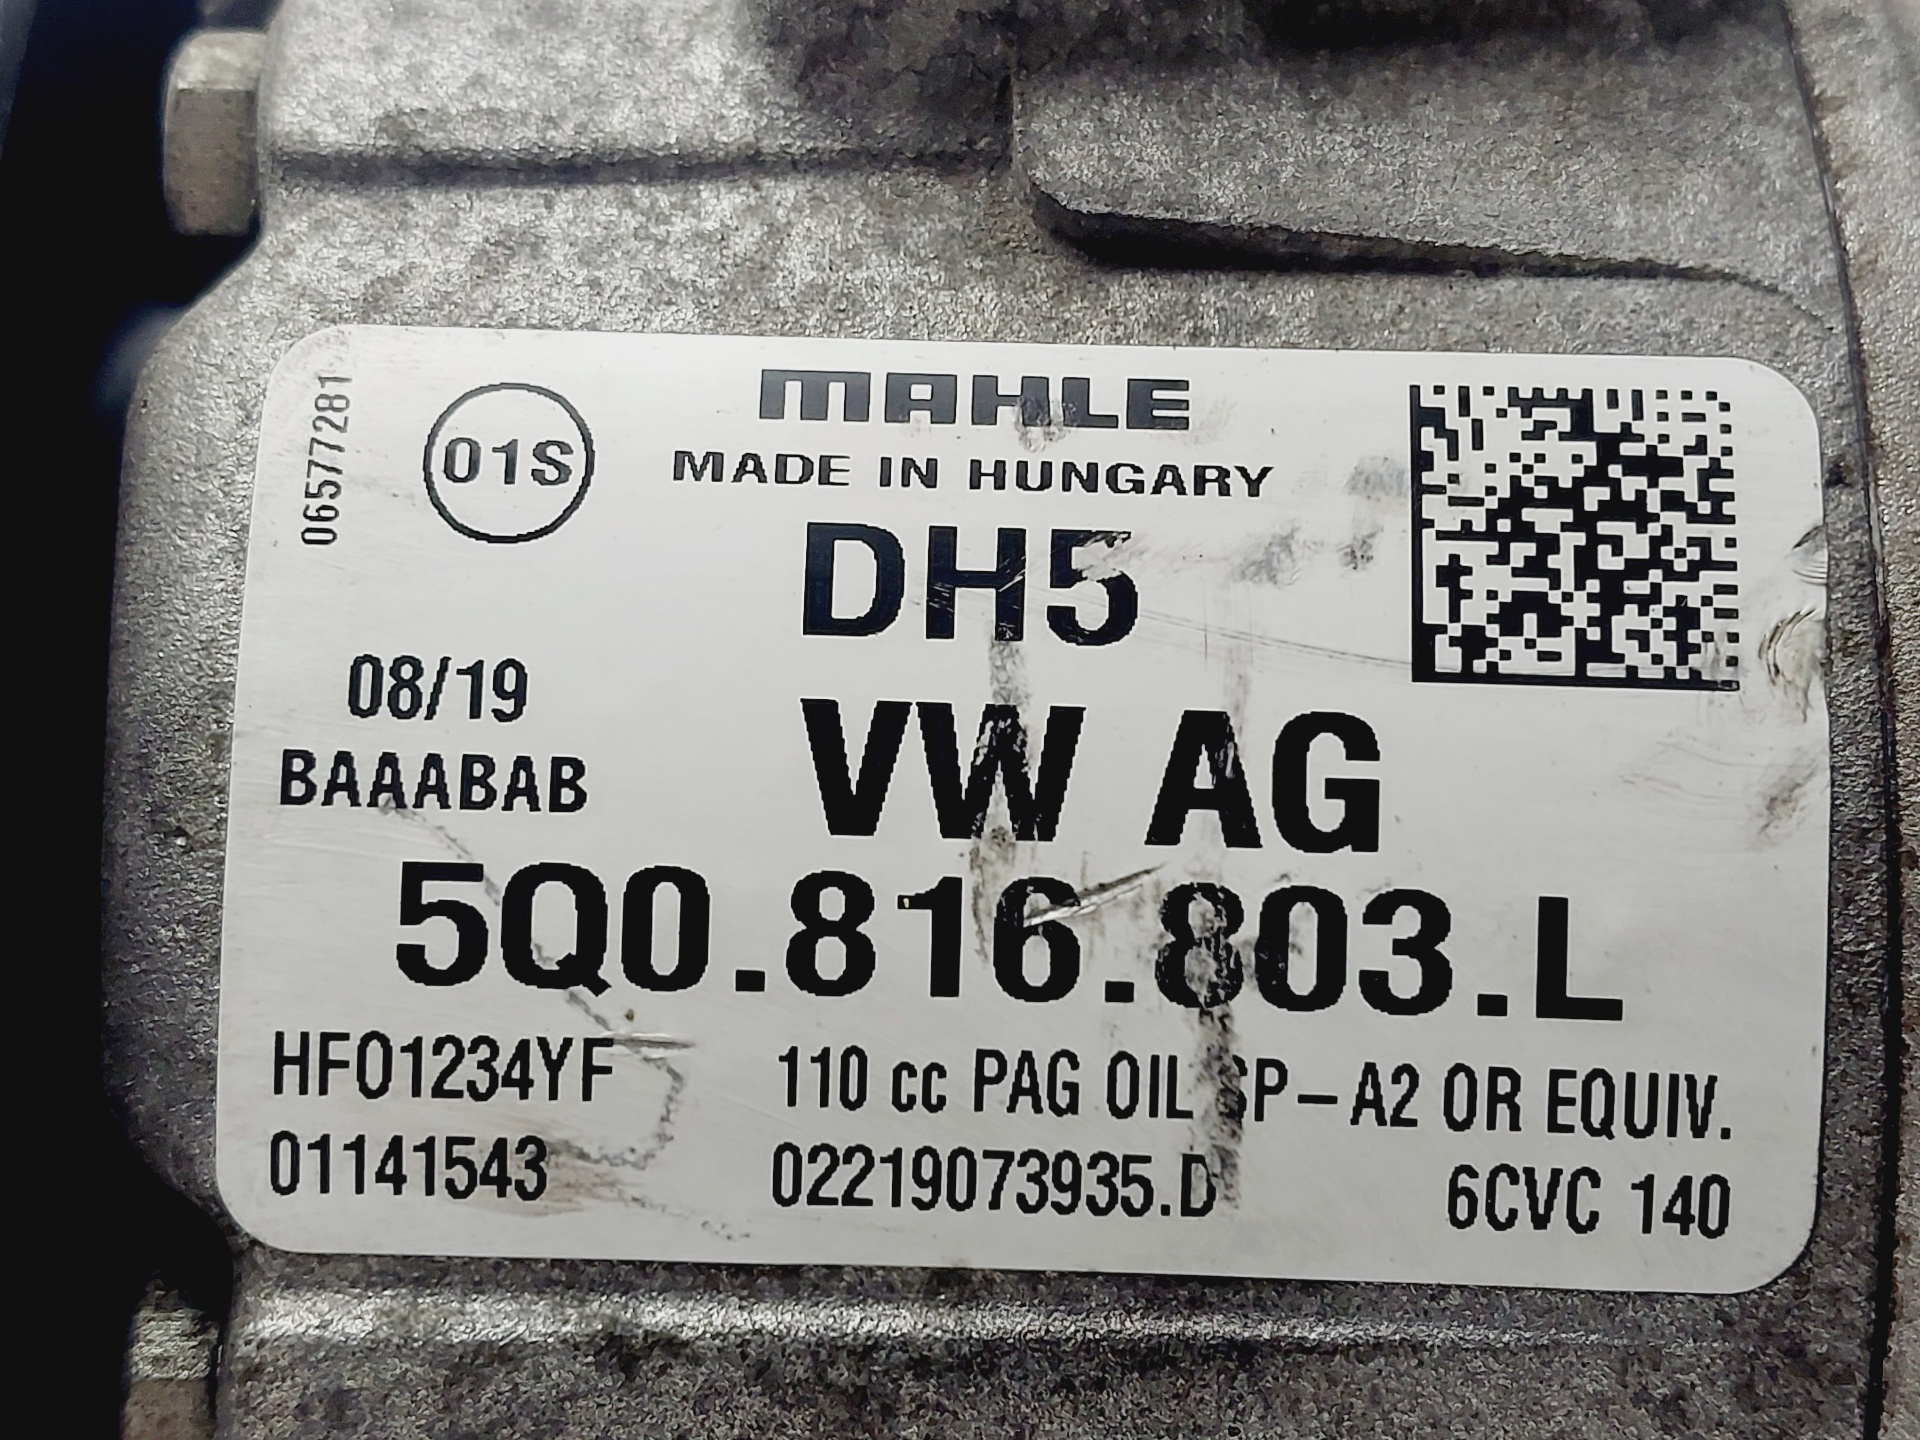 06577281
01S
MAHLE
MADE IN HUNGARY
DH5
08/19
VW AG
BAAABAB
5Q0.816.803.L
HFO1234YF
110 cc PAG OIL SP-A2 OR EQUIV.
01141543
02219073935.D
6CVC 140